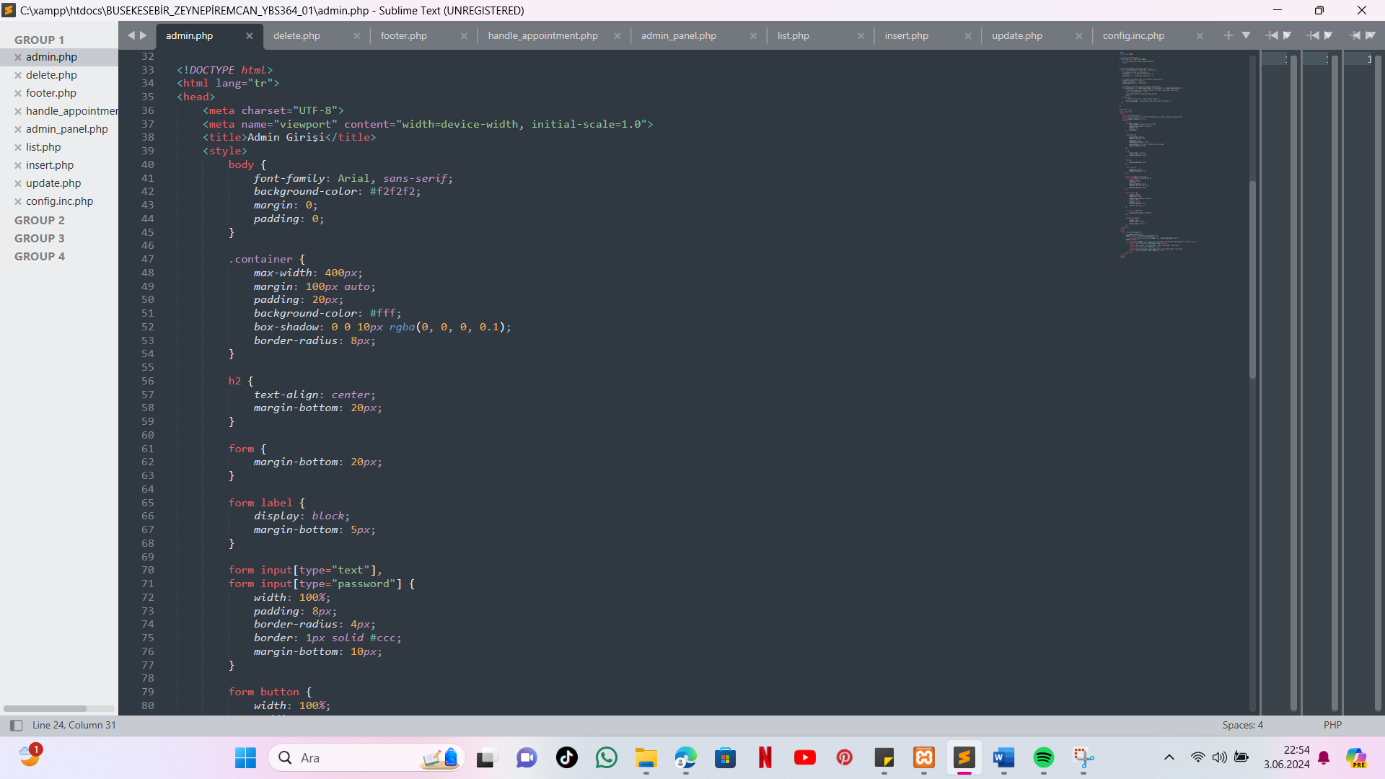 C:\xampp\htdocs\BUSEKESEBİR_ZEYNEPİREMCAN_YBS364_01\admin.php - Sublime Text (UNREGISTERED)
GROUP 1
admin.php
delete.php
footer.php
handle_appointmer
admin_panel.php
list.php
insert.php
update.php
config.inc.php
GROUP 2
GROUP 3
GROUP 4
admin.php delete.php footer.php handle_appointment.php admin_panel.php list.php insert.php update.php config.inc.php
32
33 <!DOCTYPE html>
34 <html lang="tr">
35 <head>
36 <meta charset="UTF-8">
37 <meta name="viewport" content="width=device-width, initial-scale=1.0">
38 <title>Admin Girişi</title>
39 <style>
40 body {
41 font-family: Arial, sans-serif;
42 background-color: #f2f2f2;
43 margin: 0;
44 padding: 0;
45 }
46
47 .container {
48 max-width: 400px;
49 margin: 100px auto;
50 padding: 20px;
51 background-color: #fff;
52 box-shadow: 0 0 10px rgba(0, 0, 0, 0.1);
53 border-radius: 8px;
54 }
55
56 h2 {
57 text-align: center;
58 margin-bottom: 20px;
59 }
60
61 form {
62 margin-bottom: 20px;
63 }
64
65 form label {
66 display: block;
67 margin-bottom: 5px;
68 }
69
70 form input[type="text"],
71 form input[type="password"] {
72 width: 100%;
73 padding: 8px;
74 border-radius: 4px;
75 border: 1px solid #ccc;
76 margin-bottom: 10px;
77 }
78
79 form button {
80 width: 100%;
Line 24, Column 31
Spaces: 4 PHP
1
Ara
22:54
3.06.2024
PRE